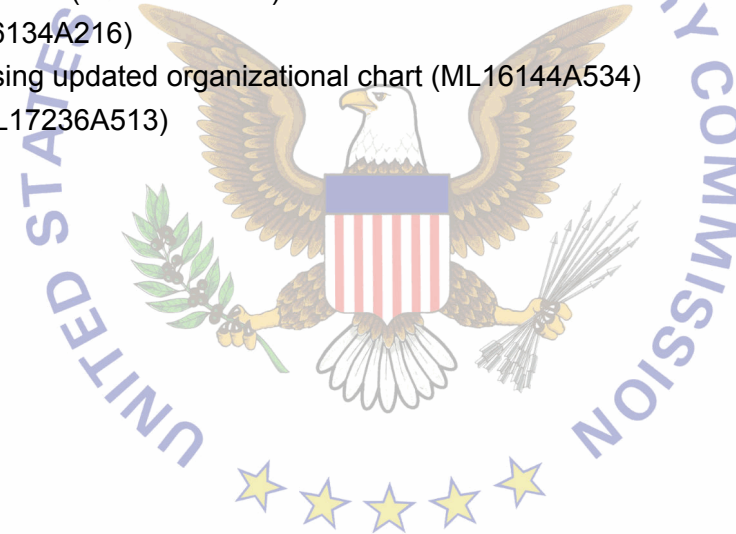 6134A216)
sing updated organizational chart (ML16144A534)
L17236A513)
UNITED STATES
Y COMMISSION